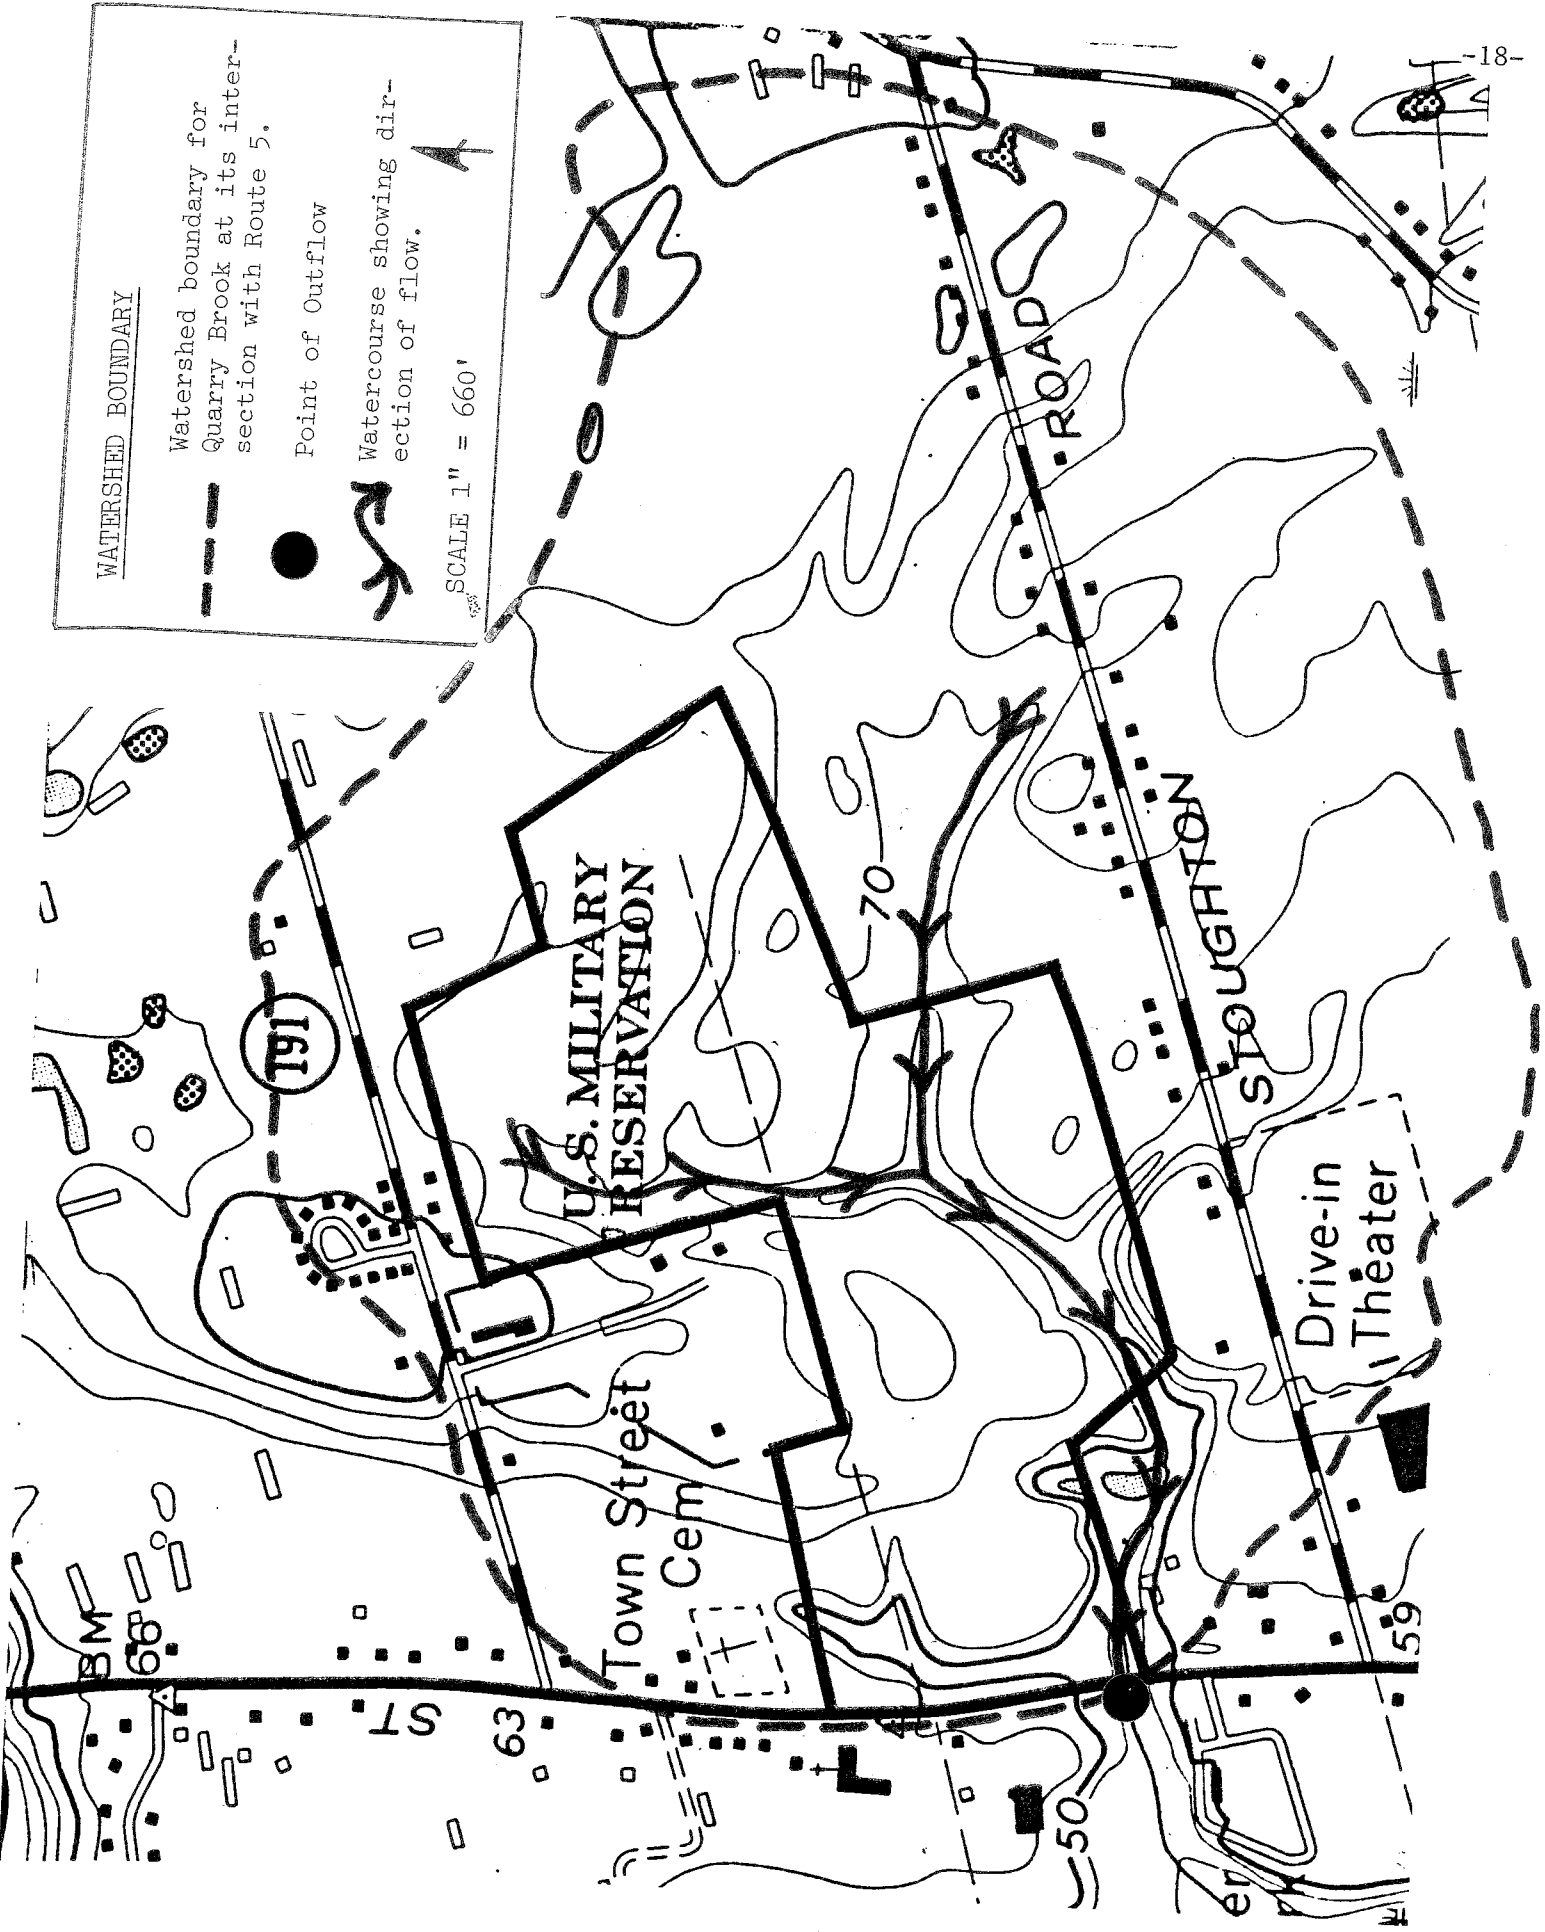 -18-
WATERSHED BOUNDARY
Watershed boundary for
Quarry Brook at its inter-
section with Route 5.
Point of Outflow
Watercourse showing dir-
ection of flow.
SCALE 1" = 660'
191
U. S. MILITARY
RESERVATION
70
STOUGHTON ROAD
Drive-in
Theater
Town Street
Cem
BM
66
ST
63
59
50